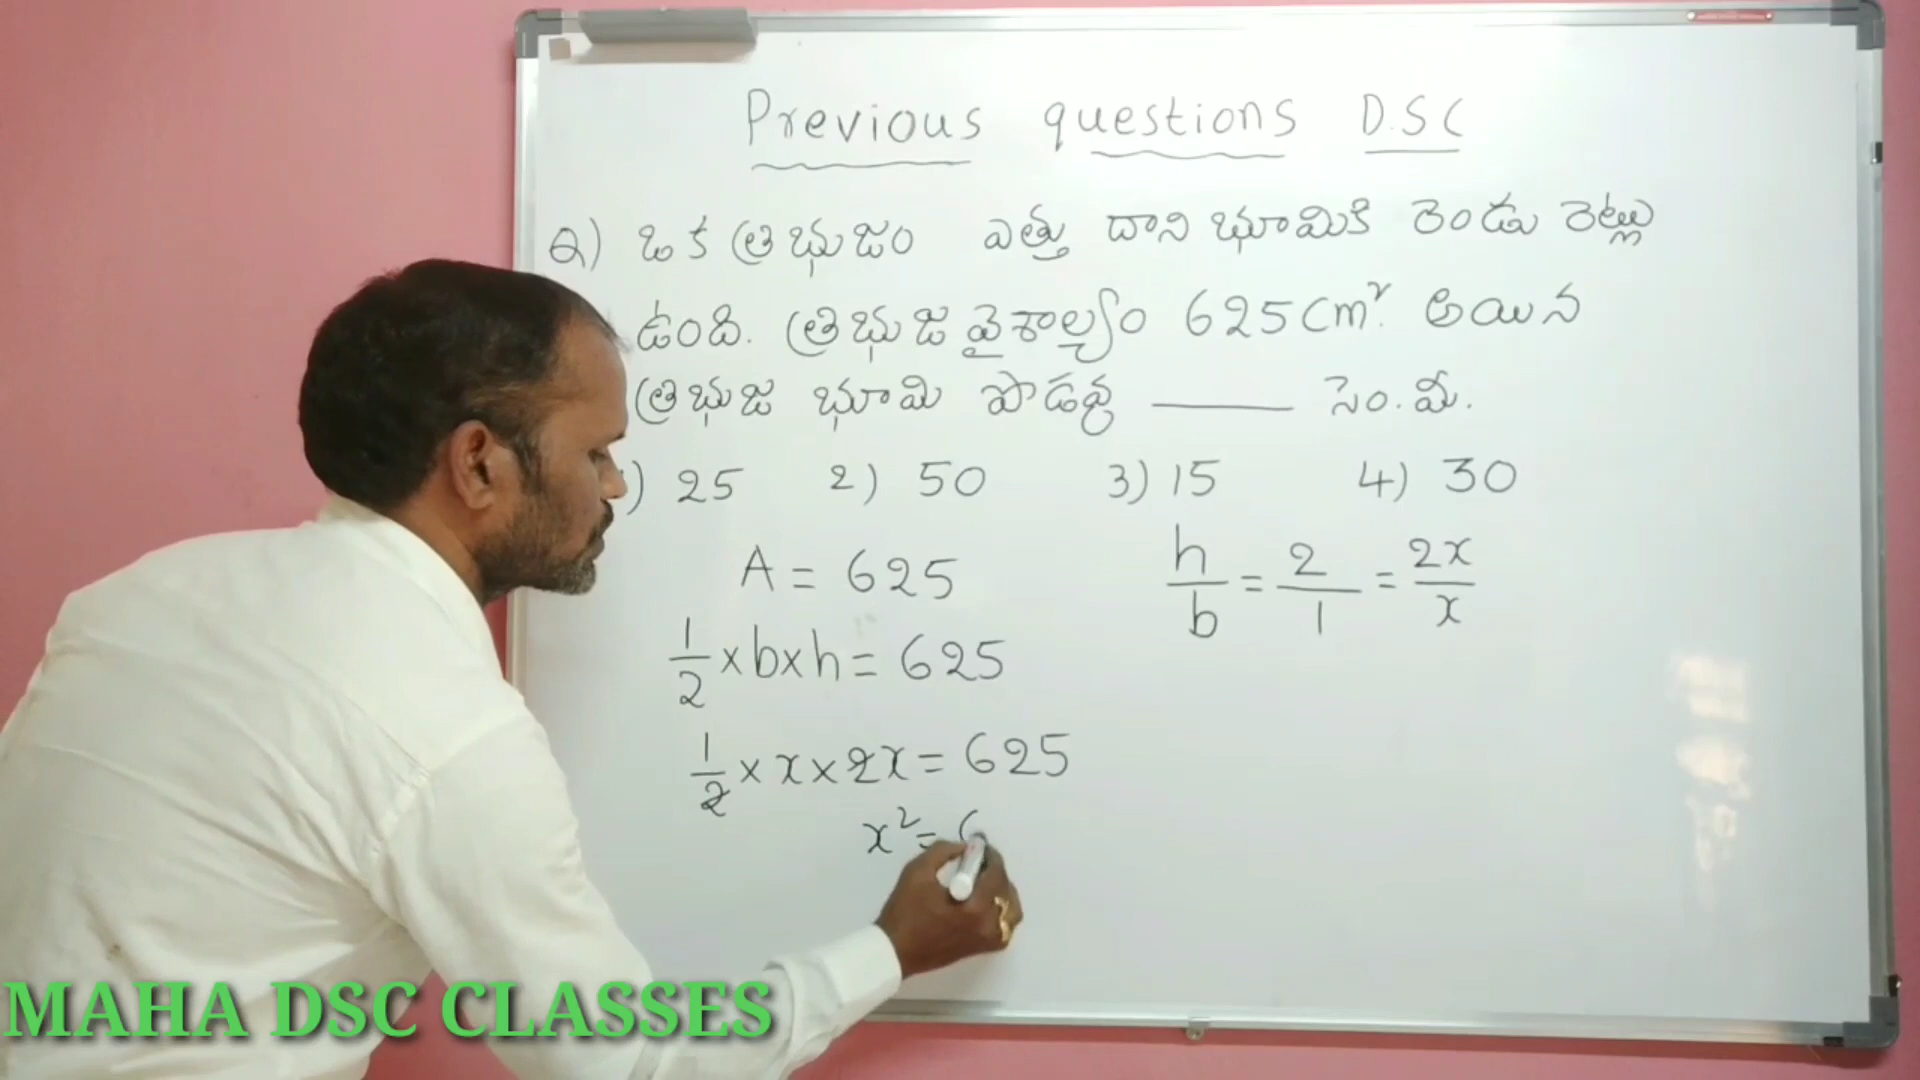 Previous questions D.S.C
Q) ఒక త్రిభుజం ఎత్తు దాని భూమికి రెండు రెట్లు
ఉంది. త్రిభుజ వైశాల్యం 625 cm². అయిన
త్రిభుజ భూమి పొడవు ——— సెం.మీ.
) 25 2) 50 3) 15 4) 30
A = 625
h/b = 2/1 = 2x/x
1/2 × b × h = 625
1/2 × x × 2x = 625
x² = 6
MAHA DSC CLASSES